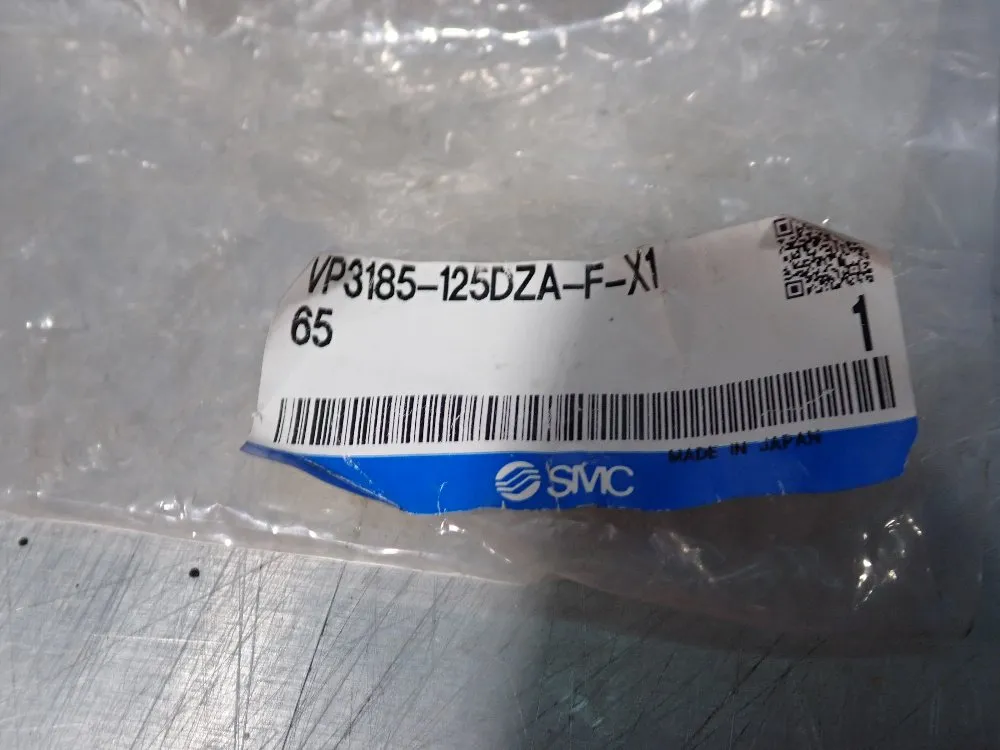 VP3185-125DZA-F-X1
65
1
MADE IN JAPAN
SMC